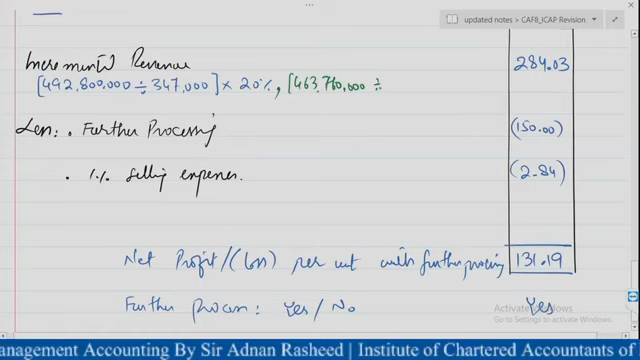 updated notes > CAF8_ICAP Revision
Incremental Revenue 284.03
[492,800,000 ÷ 347,000] × 20%, [463,760,000 ÷
Less: • Further Processing (150.00)
• 1% Selling expenses. (2.84)
Net Profit/(Loss) per unit with further processing 131.19
Further process: Yes / No Yes
Activate Windows
Go to Settings to activate Windows.
anagement Accounting By Sir Adnan Rasheed | Institute of Chartered Accountants of